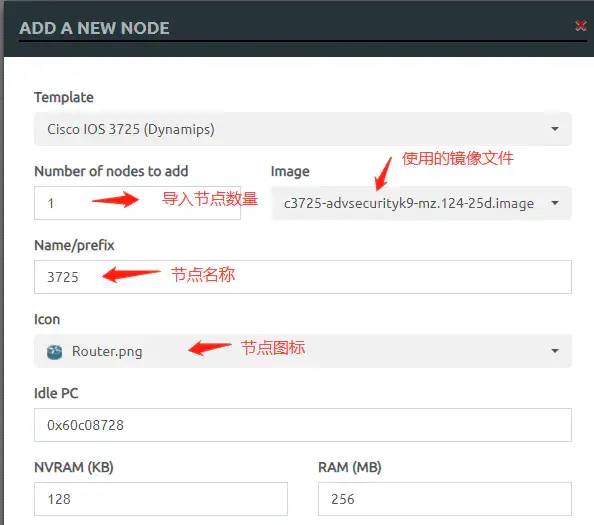 ADD A NEW NODE
Template
Cisco IOS 3725 (Dynamips)
使用的镜像文件
Number of nodes to add
Image
1
导入节点数量
c3725-advsecurityk9-mz.124-25d.image
Name/prefix
3725
节点名称
Icon
Router.png
节点图标
Idle PC
0x60c08728
NVRAM (KB)
RAM (MB)
128
256